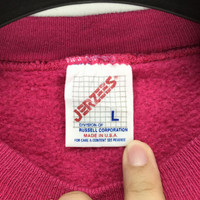 JERZEES
L
DIVISION OF
RUSSELL CORPORATION
MADE IN U.S.A.
FOR CARE & CONTENT SEE REVERSE